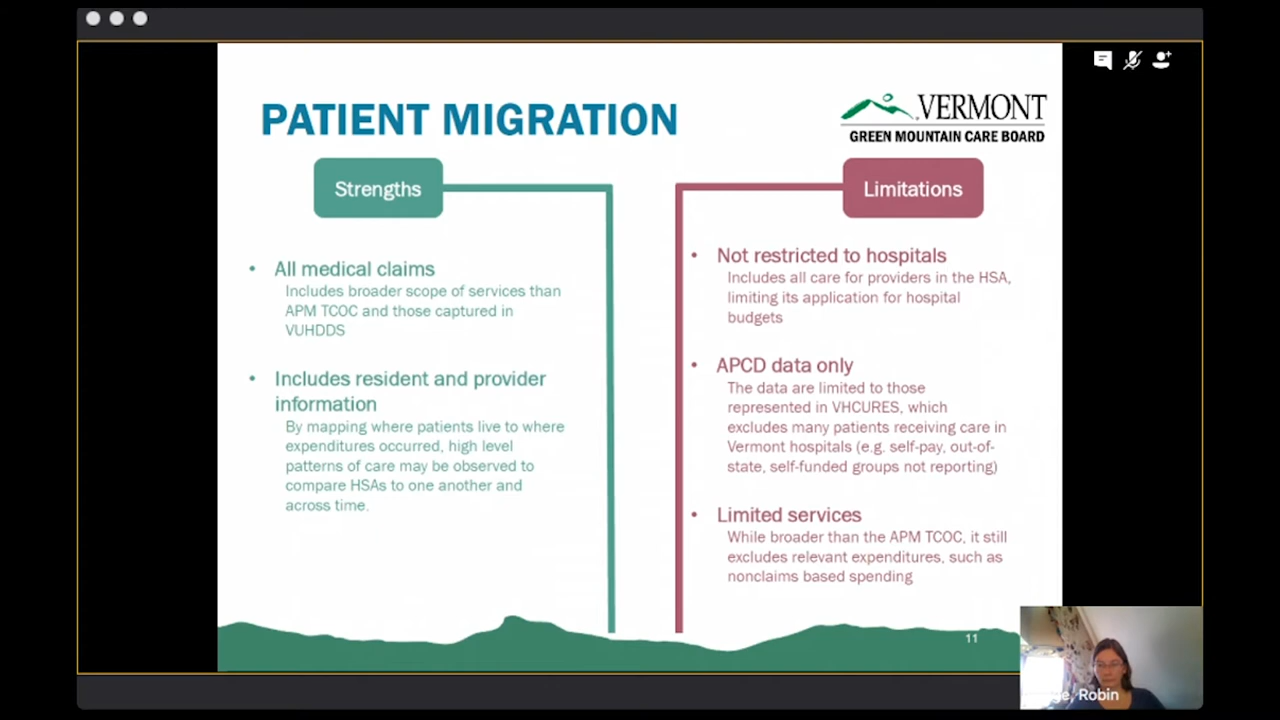 PATIENT MIGRATION
VERMONT
GREEN MOUNTAIN CARE BOARD
Strengths
• All medical claims
Includes broader scope of services than
APM TCOC and those captured in
VUHDDS
• Includes resident and provider
information
By mapping where patients live to where
expenditures occurred, high level
patterns of care may be observed to
compare HSAs to one another and
across time.
Limitations
• Not restricted to hospitals
Includes all care for providers in the HSA,
limiting its application for hospital
budgets
• APCD data only
The data are limited to those
represented in VHCURES, which
excludes many patients receiving care in
Vermont hospitals (e.g. self-pay, out-of-
state, self-funded groups not reporting)
• Limited services
While broader than the APM TCOC, it still
excludes relevant expenditures, such as
nonclaims based spending
11
Robin